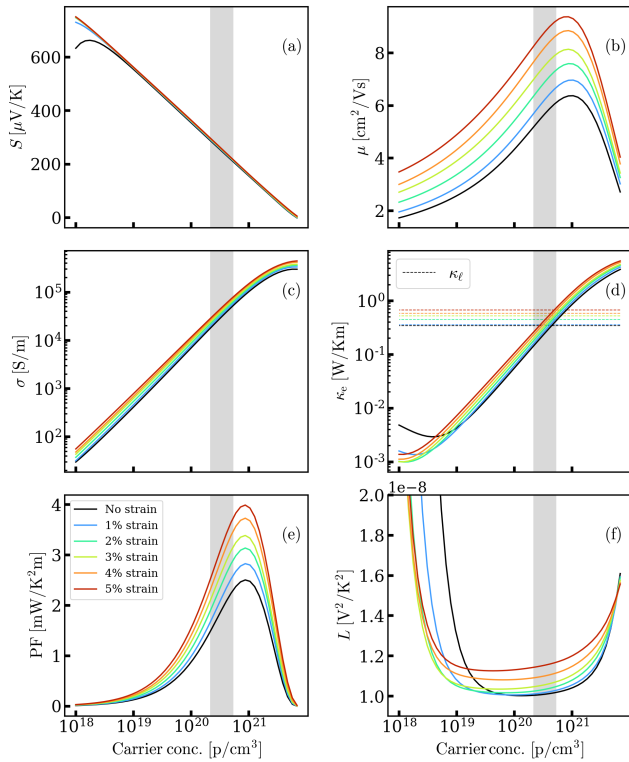 (a)
S [μV/K]
600
400
200
0
(b)
μ [cm²/Vs]
8
6
4
2
(c)
σ [S/m]
10⁵
10⁴
10³
10²
(d)
κℓ
κₑ [W/Km]
10⁰
10⁻¹
10⁻²
10⁻³
(e)
PF [mW/K²m]
4
3
2
1
0
No strain
1% strain
2% strain
3% strain
4% strain
5% strain
10¹⁸
10¹⁹
10²⁰
10²¹
Carrier conc. [p/cm³]
1e-8
(f)
L [V²/K²]
2.0
1.8
1.6
1.4
1.2
1.0
10¹⁸
10¹⁹
10²⁰
10²¹
Carrier conc. [p/cm³]